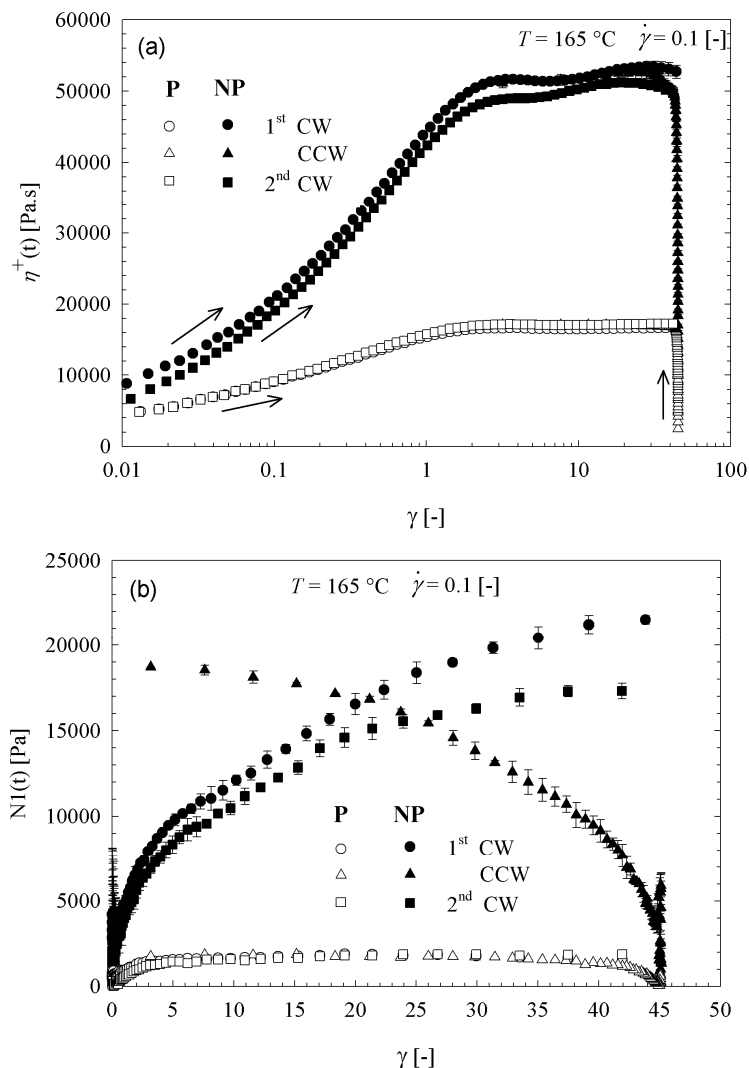 (a)
T = 165 °C γ̇ = 0.1 [-]
P NP
1st CW
CCW
2nd CW
60000
50000
40000
30000
20000
10000
0
η+(t) [Pa.s]
0.01 0.1 1 10 100
γ [-]
(b)
T = 165 °C γ̇ = 0.1 [-]
25000
20000
15000
10000
5000
0
N1(t) [Pa]
P NP
1st CW
CCW
2nd CW
0 5 10 15 20 25 30 35 40 45 50
γ [-]